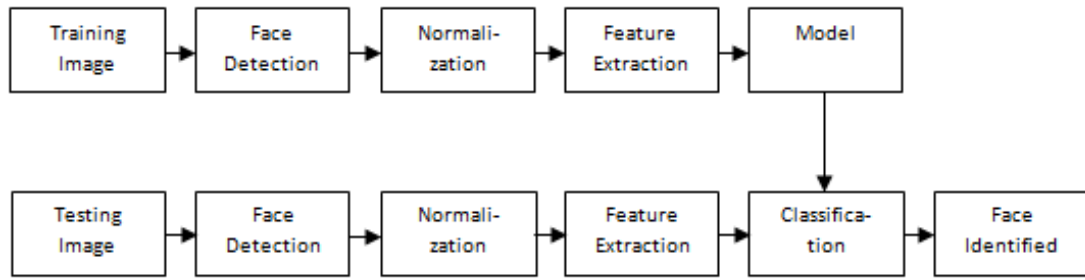 Training
Image
Face
Detection
Normali-
zation
Feature
Extraction
Model
Testing
Image
Face
Detection
Normali-
zation
Feature
Extraction
Classifica-
tion
Face
Identified